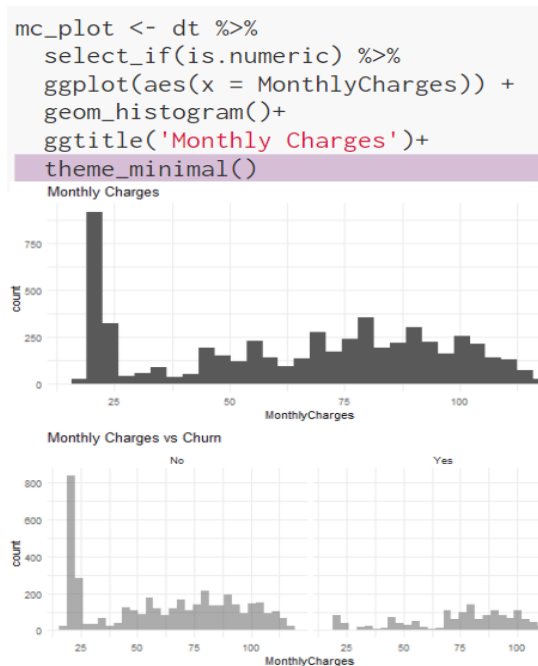 mc_plot <- dt %>%
select_if(is.numeric) %>%
ggplot(aes(x = MonthlyCharges)) +
geom_histogram()+
ggtitle('Monthly Charges')+
theme_minimal()
Monthly Charges
750
500
250
0
count
25 50 75 100
MonthlyCharges
Monthly Charges vs Churn
No Yes
800
600
400
200
0
count
25 50 75 100 25 50 75 100
MonthlyCharges